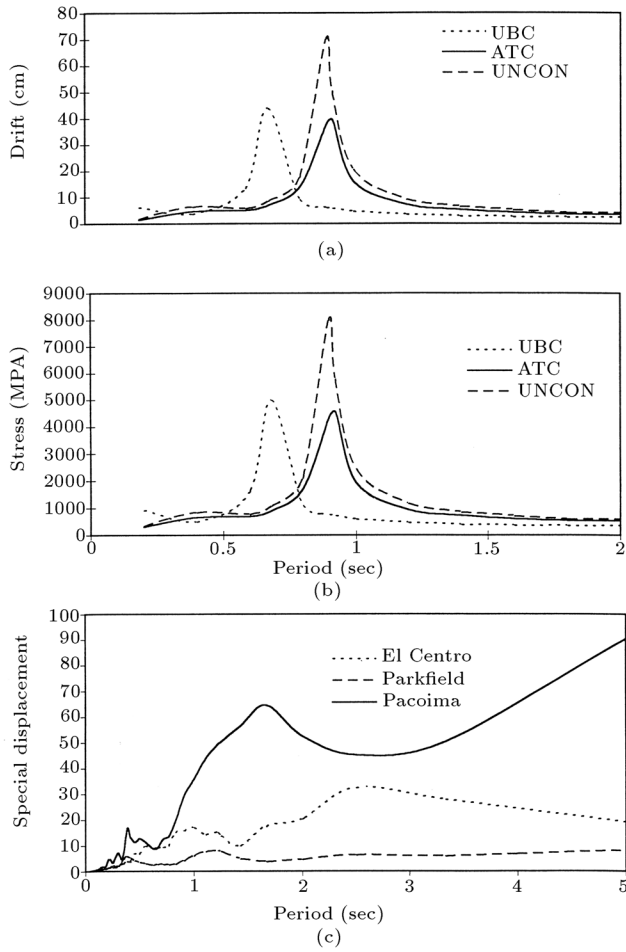 80
70
60
50
40
30
20
10
0
Drift (cm)
UBC
ATC
UNCON
(a)
9000
8000
7000
6000
5000
4000
3000
2000
1000
0
Stress (MPA)
UBC
ATC
UNCON
0 0.5 1 1.5 2
Period (sec)
(b)
100
90
80
70
60
50
40
30
20
10
0
Special displacement
El Centro
Parkfield
Pacoima
0 1 2 3 4 5
Period (sec)
(c)